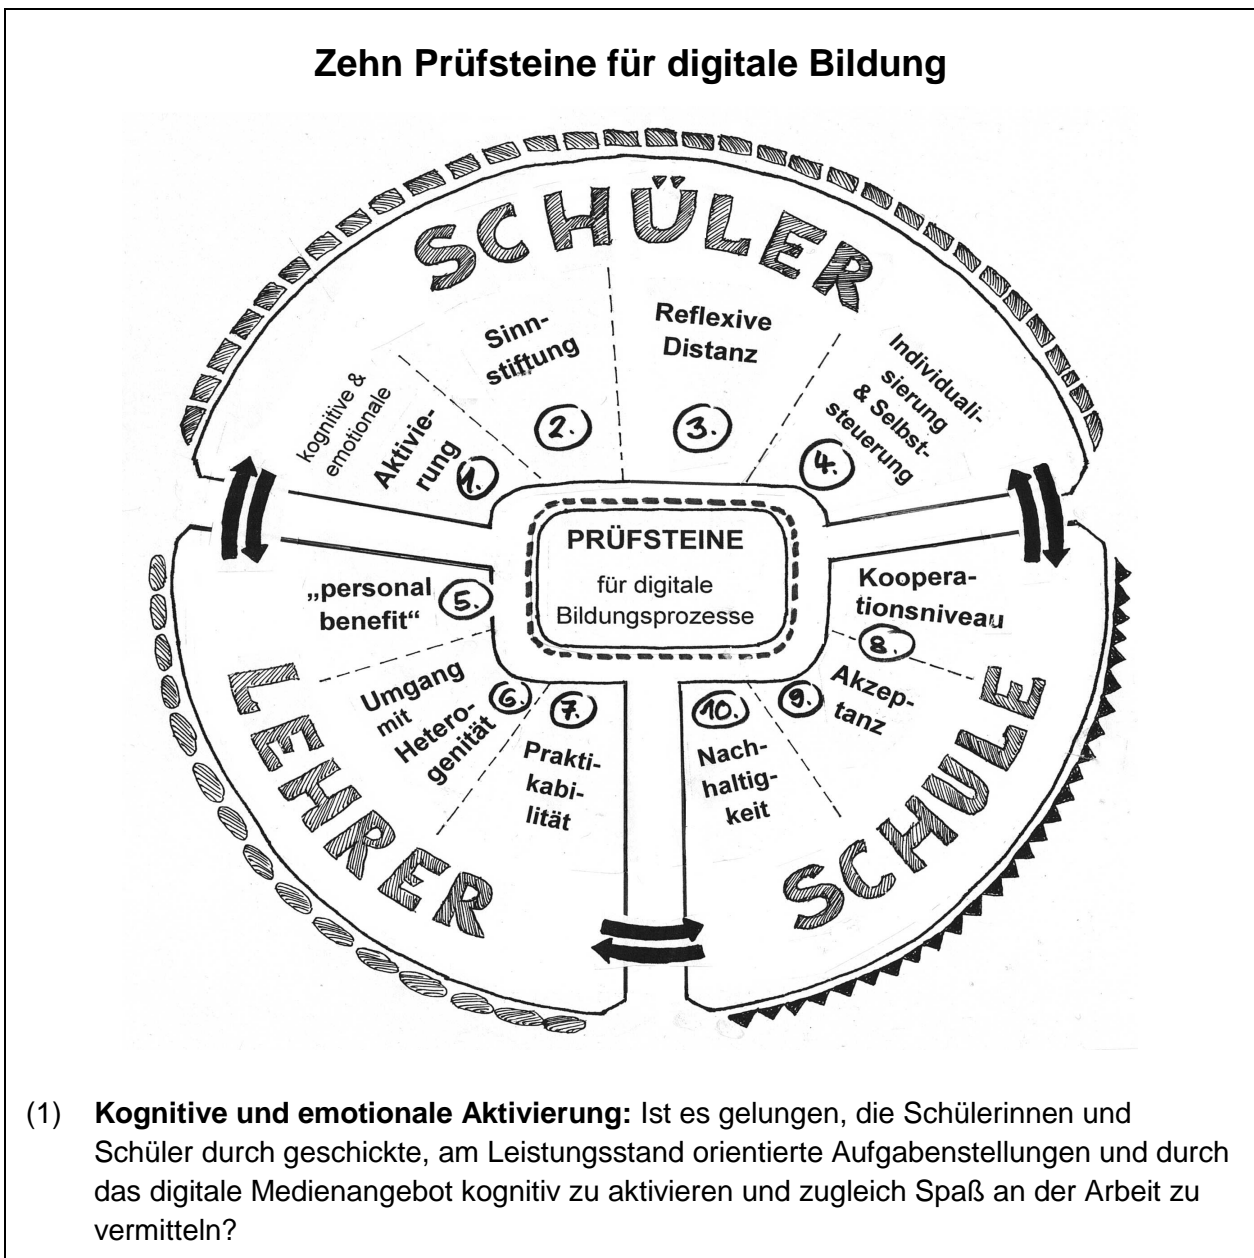 Zehn Prüfsteine für digitale Bildung
SCHÜLER
kognitive &
emotionale
Aktivie-
rung
1.
Sinn-
stiftung
2.
Reflexive
Distanz
3.
Individuali-
sierung
& Selbst-
steuerung
4.
PRÜFSTEINE
für digitale
Bildungsprozesse
„personal
benefit“
5.
Umgang
mit
Hetero-
genität
6.
Prakti-
kabi-
lität
7.
LEHRER
Koopera-
tionsniveau
8.
Akzep-
tanz
9.
Nach-
haltig-
keit
10.
SCHULE
(1) Kognitive und emotionale Aktivierung: Ist es gelungen, die Schülerinnen und
Schüler durch geschickte, am Leistungsstand orientierte Aufgabenstellungen und durch
das digitale Medienangebot kognitiv zu aktivieren und zugleich Spaß an der Arbeit zu
vermitteln?